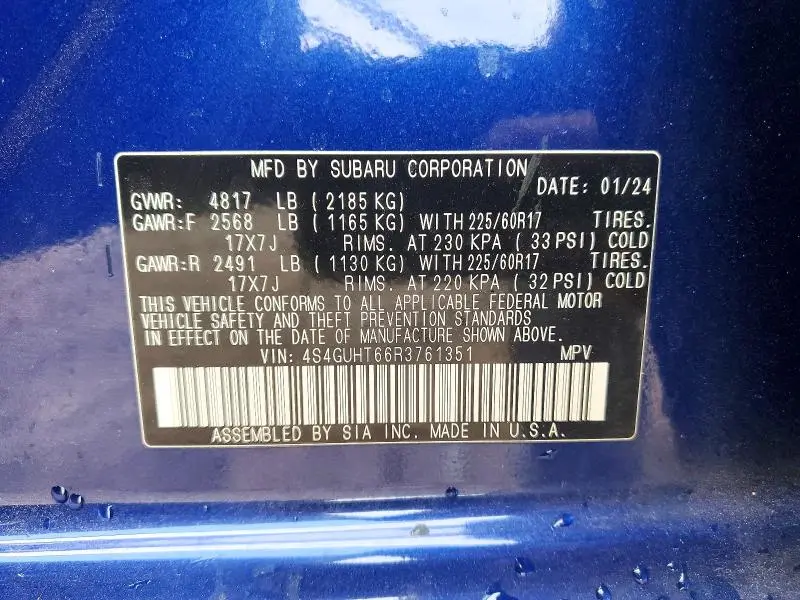 MFD BY SUBARU CORPORATION
DATE: 01/24
GVWR: 4817 LB ( 2185 KG)
GAWR:F 2568 LB ( 1165 KG) WITH 225/60R17 TIRES.
17X7J RIMS. AT 230 KPA ( 33 PSI) COLD
GAWR:R 2491 LB ( 1130 KG) WITH 225/60R17 TIRES.
17X7J RIMS. AT 220 KPA ( 32 PSI) COLD
THIS VEHICLE CONFORMS TO ALL APPLICABLE FEDERAL MOTOR
VEHICLE SAFETY AND THEFT PREVENTION STANDARDS
IN EFFECT ON THE DATE OF MANUFACTURE SHOWN ABOVE.
VIN: 4S4GUHT66R3761351 MPV
ASSEMBLED BY SIA INC. MADE IN U.S.A.